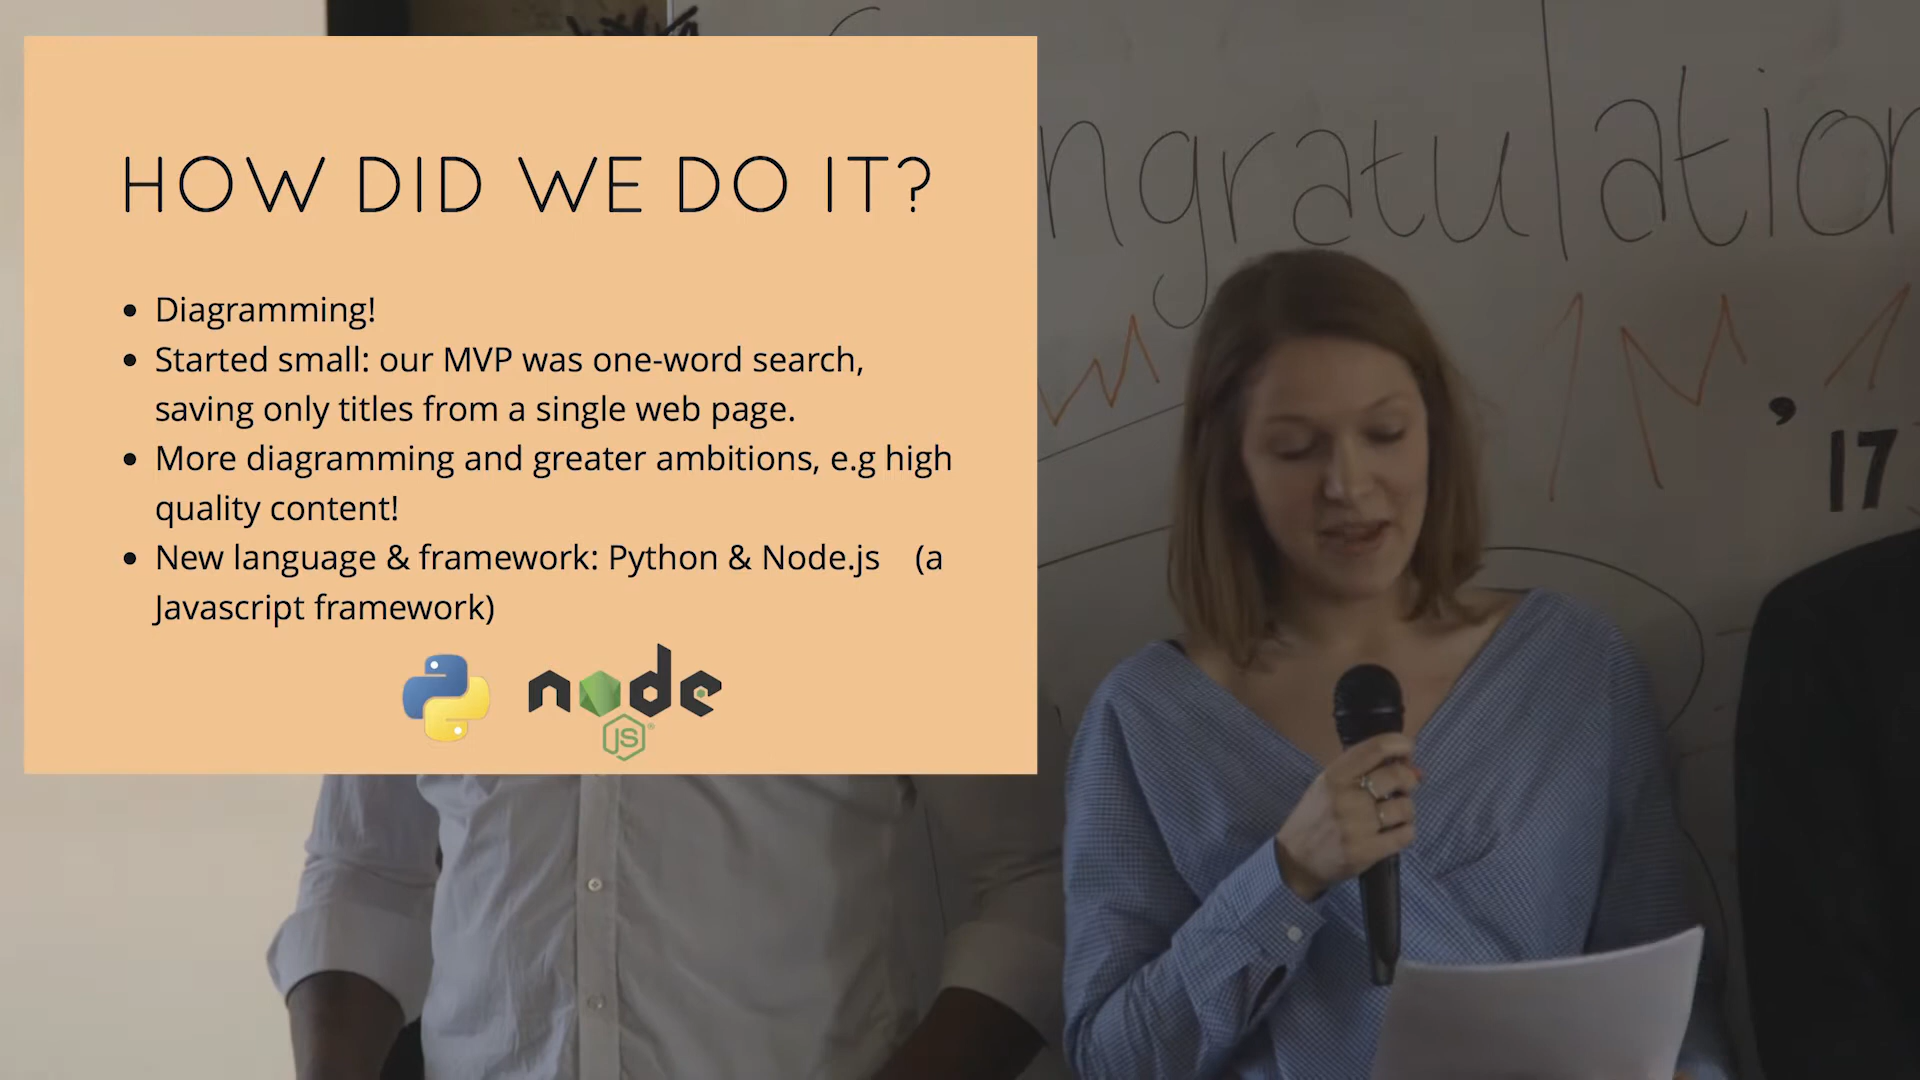 HOW DID WE DO IT?
• Diagramming!
• Started small: our MVP was one-word search,
saving only titles from a single web page.
• More diagramming and greater ambitions, e.g high
quality content!
• New language & framework: Python & Node.js (a
Javascript framework)
node
JS
ngratulation
, 17